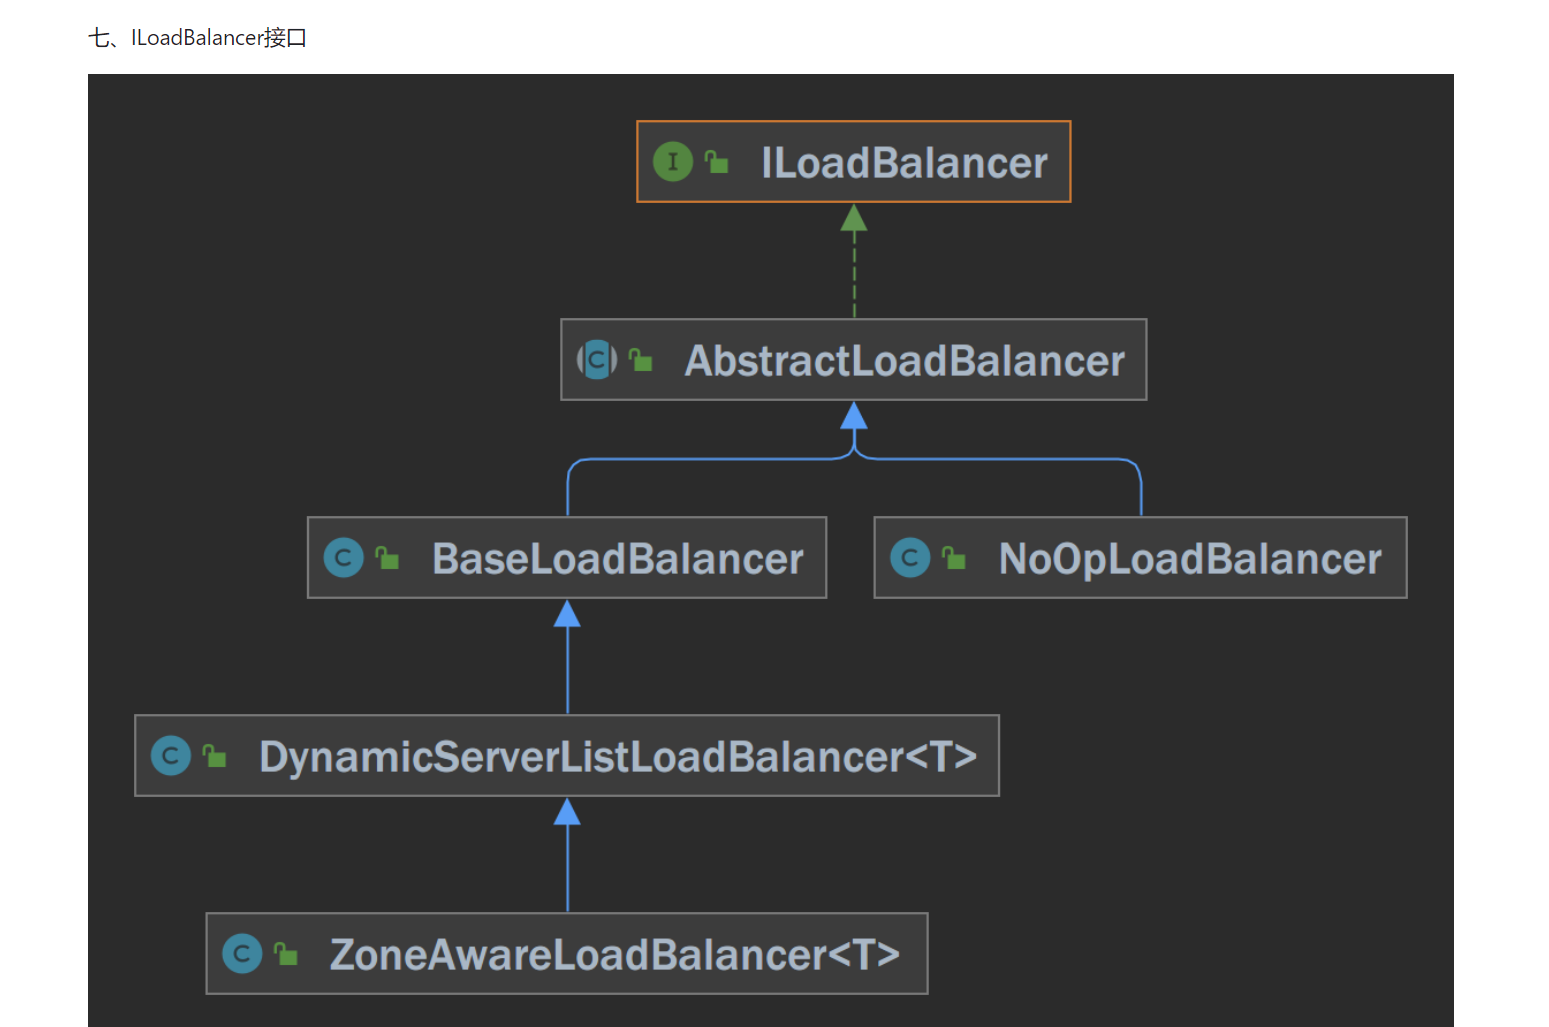 七、ILoadBalancer接口
I ILoadBalancer
C AbstractLoadBalancer
C BaseLoadBalancer
C NoOpLoadBalancer
C DynamicServerListLoadBalancer<T>
C ZoneAwareLoadBalancer<T>